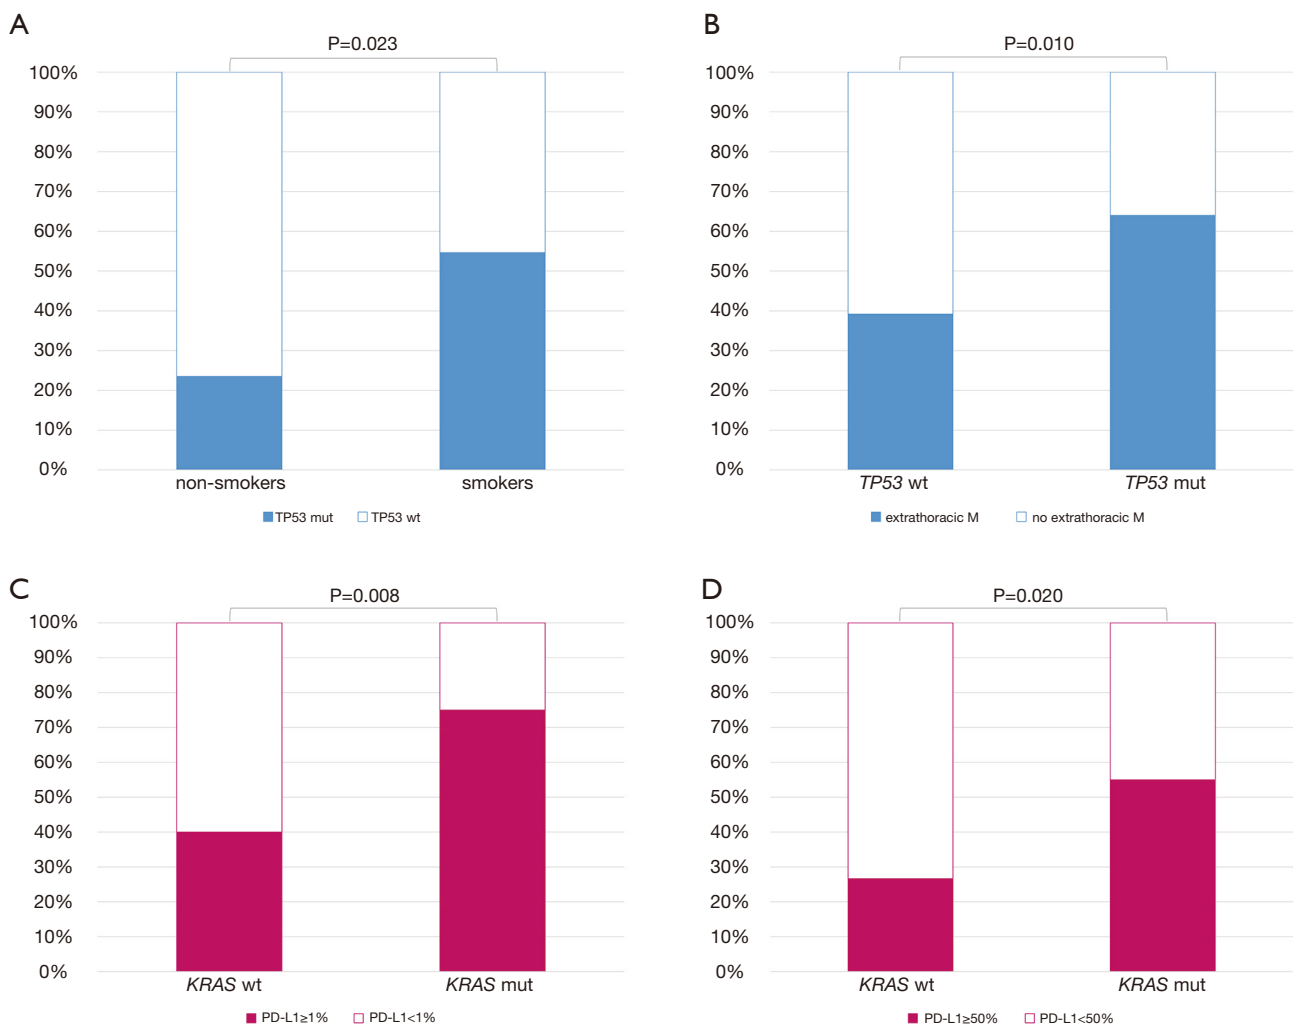 A
P=0.023
100%
90%
80%
70%
60%
50%
40%
30%
20%
10%
0%
non-smokers smokers
TP53 mut TP53 wt
B
P=0.010
100%
90%
80%
70%
60%
50%
40%
30%
20%
10%
0%
TP53 wt TP53 mut
extrathoracic M no extrathoracic M
C
P=0.008
100%
90%
80%
70%
60%
50%
40%
30%
20%
10%
0%
KRAS wt KRAS mut
PD-L1≥1% PD-L1<1%
D
P=0.020
100%
90%
80%
70%
60%
50%
40%
30%
20%
10%
0%
KRAS wt KRAS mut
PD-L1≥50% PD-L1<50%